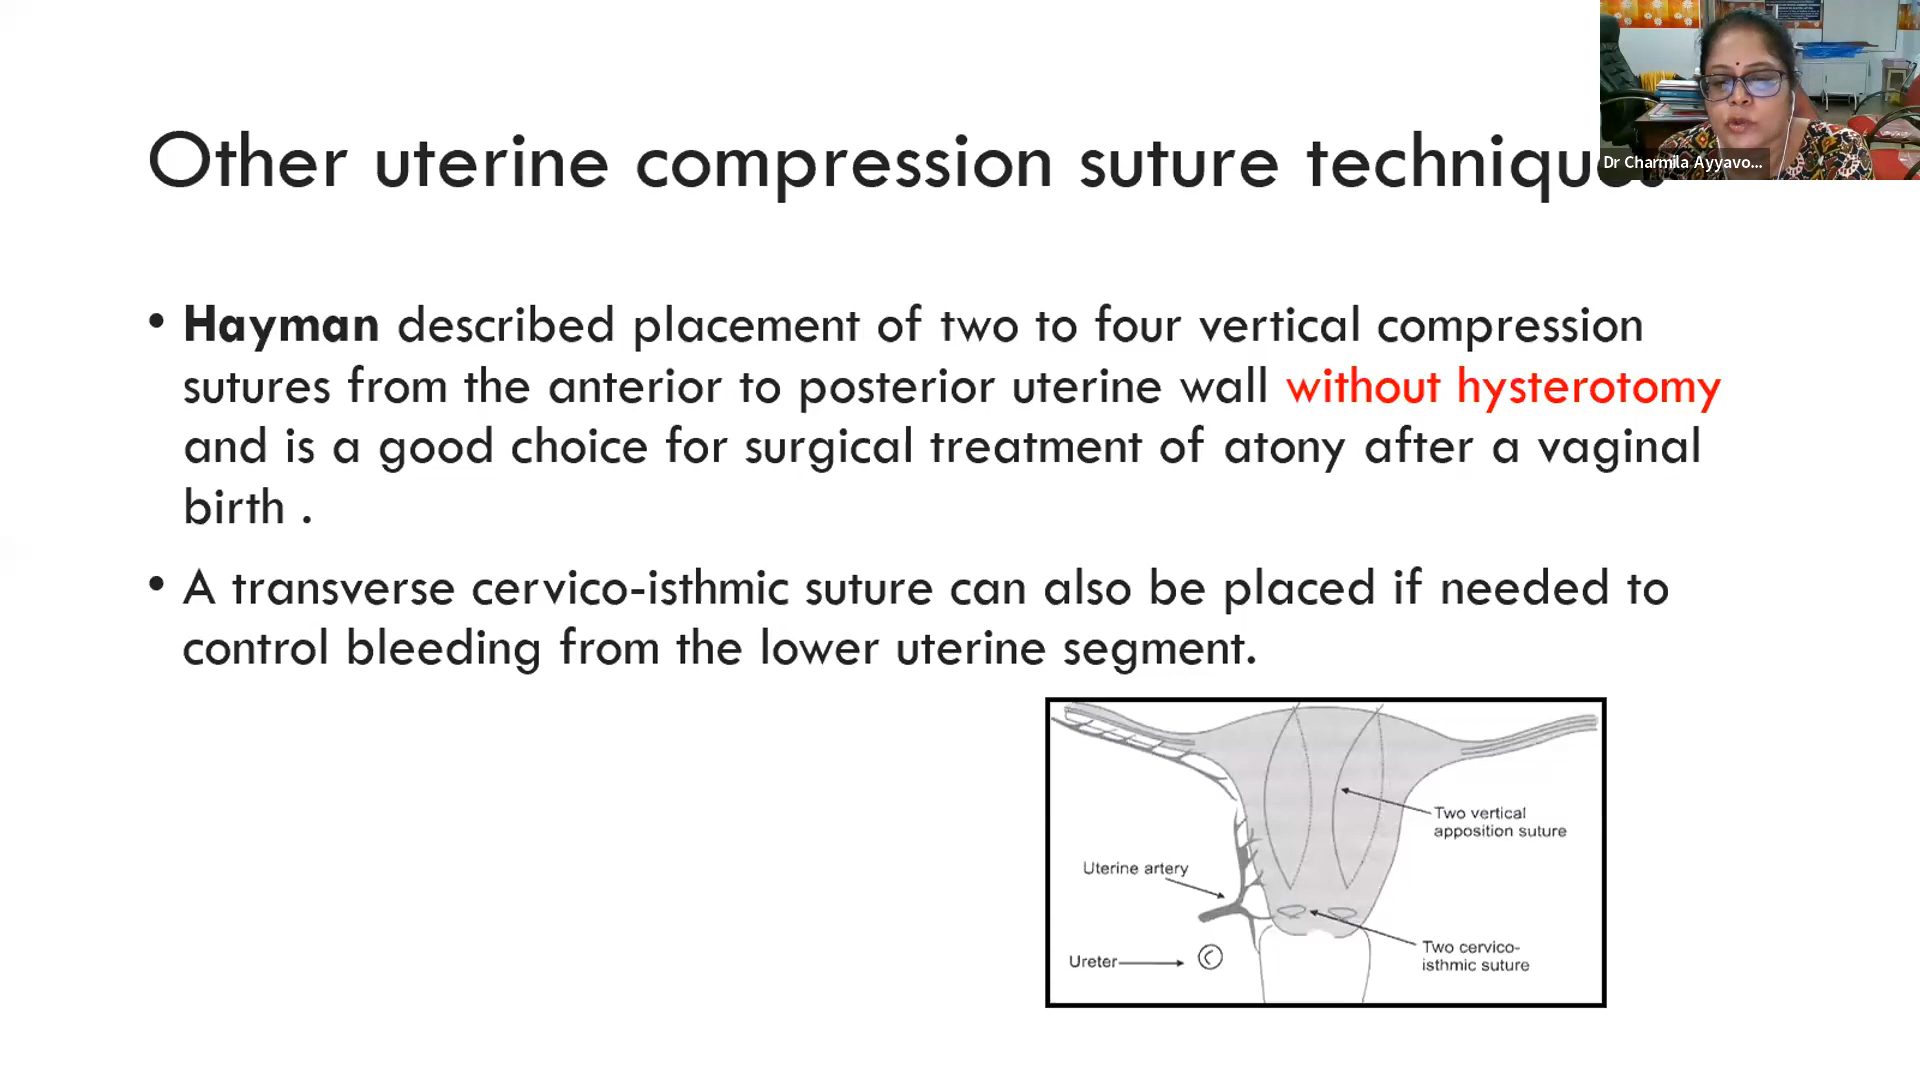 Other uterine compression suture
Dr Charmila Ayyavo...
• Hayman described placement of two to four vertical compression
sutures from the anterior to posterior uterine wall without hysterotomy
and is a good choice for surgical treatment of atony after a vaginal
birth .
• A transverse cervico-isthmic suture can also be placed if needed to
control bleeding from the lower uterine segment.
Two vertical
apposition suture
Uterine artery
Two cervico-
isthmic suture
Ureter